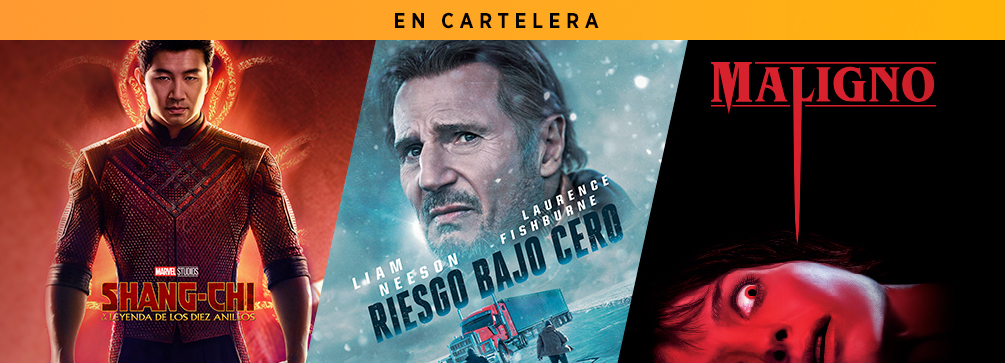 EN CARTELERA
MARVEL STUDIOS
SHANG-CHI
Y LA LEYENDA DE LOS DIEZ ANILLOS
LIAM
NEESON
LAURENCE
FISHBURNE
RIESGO BAJO CERO
MALIGNO